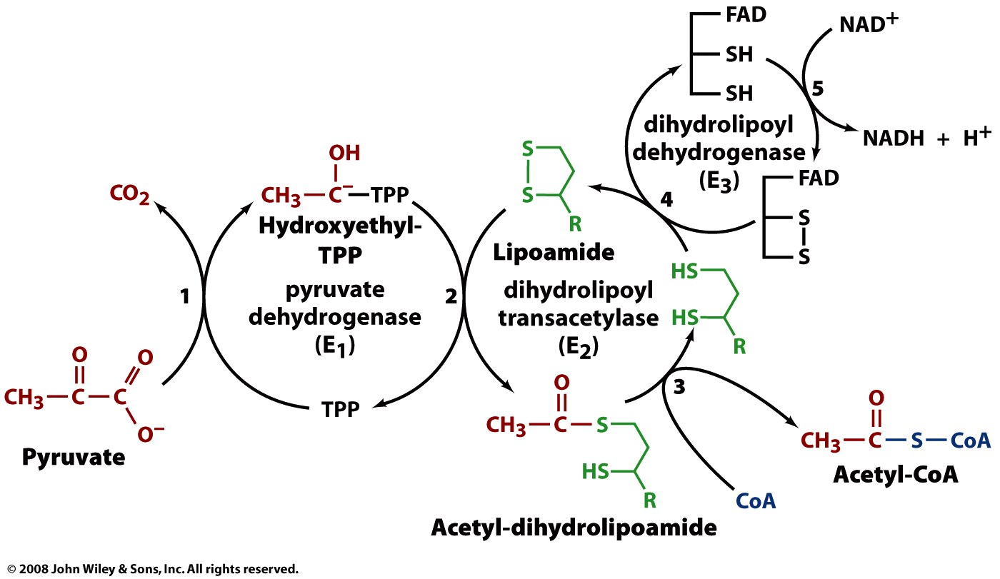 FAD
SH
SH
NAD+
5
NADH + H+
dihydrolipoyl
dehydrogenase
(E3)
FAD
S
S
4
CO2
OH
CH3—C−—TPP
Hydroxyethyl-
TPP
pyruvate
dehydrogenase
(E1)
1
2
S
S
R
Lipoamide
dihydrolipoyl
transacetylase
(E2)
HS
HS
R
3
O O
CH3—C—C
O−
Pyruvate
TPP
O
CH3—C—S
HS
R
Acetyl-dihydrolipoamide
CoA
O
CH3—C—S—CoA
Acetyl-CoA
© 2008 John Wiley & Sons, Inc. All rights reserved.